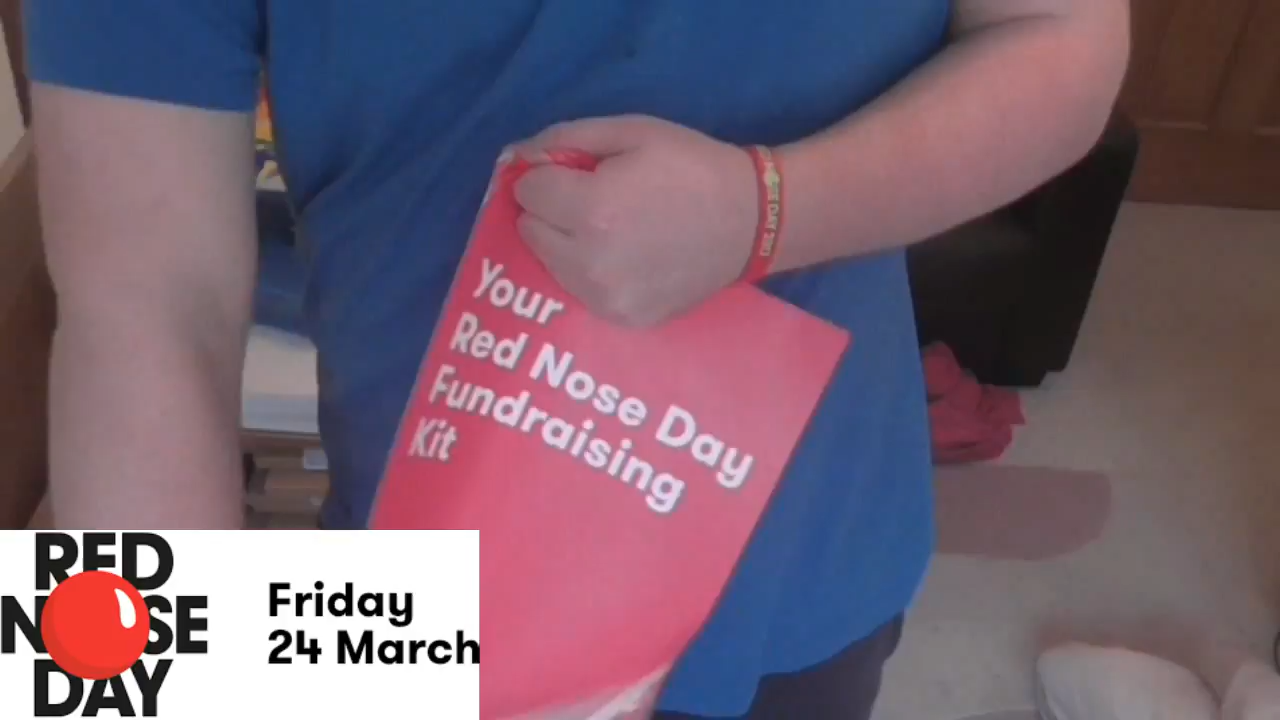 Your
Red Nose Day
Fundraising
Kit
RED
NOSE
DAY
Friday
24 March